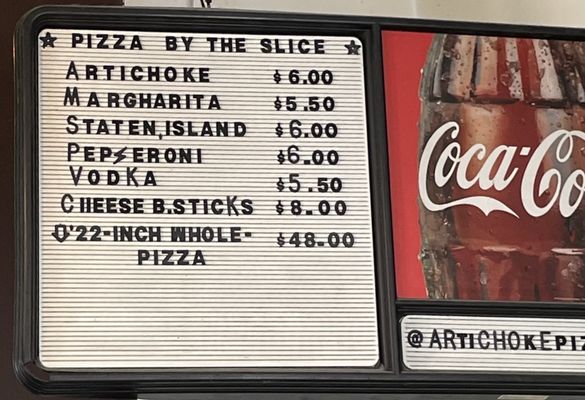 ★ PIZZA BY THE SLICE ★
ARTICHOKE $6.00
MARGHARITA $5.50
STATEN,ISLAND $6.00
PEPSERONI $6.00
VODKA $5.50
CHEESE B.STICKS $8.00
22-INCH WHOLE- $48.00
PIZZA
Coca-Co
@ARTICHOKEPIZ